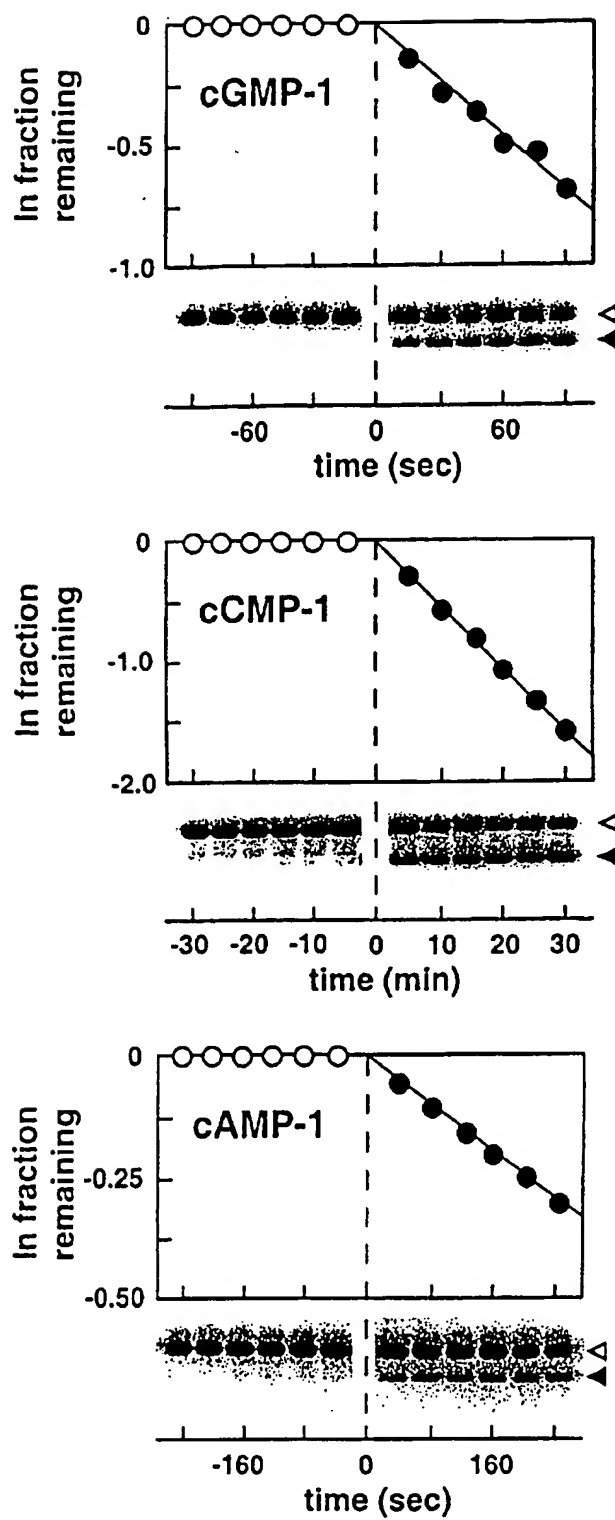 0
-0.5
-1.0
ln fraction
remaining
cGMP-1
-60 0 60
time (sec)
0
-1.0
-2.0
ln fraction
remaining
cCMP-1
-30 -20 -10 0 10 20 30
time (min)
0
-0.25
-0.50
ln fraction
remaining
cAMP-1
-160 0 160
time (sec)